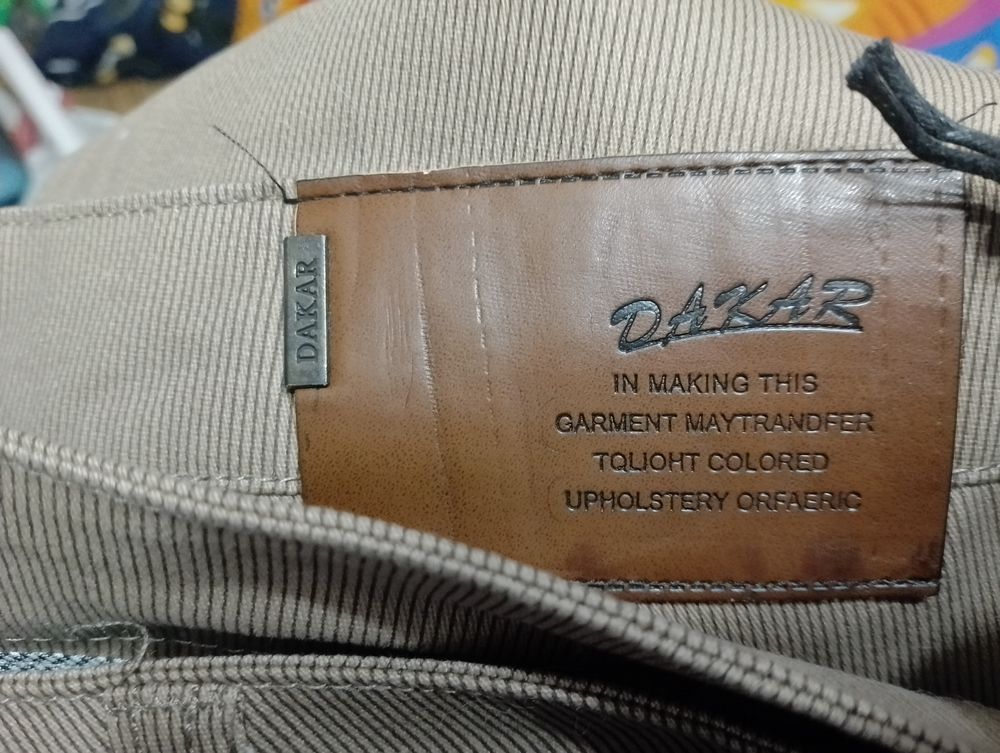 DAKAR
DAKAR
IN MAKING THIS
GARMENT MAYTRANDFER
TQLIOHT COLORED
UPHOLSTERY ORFAERIC